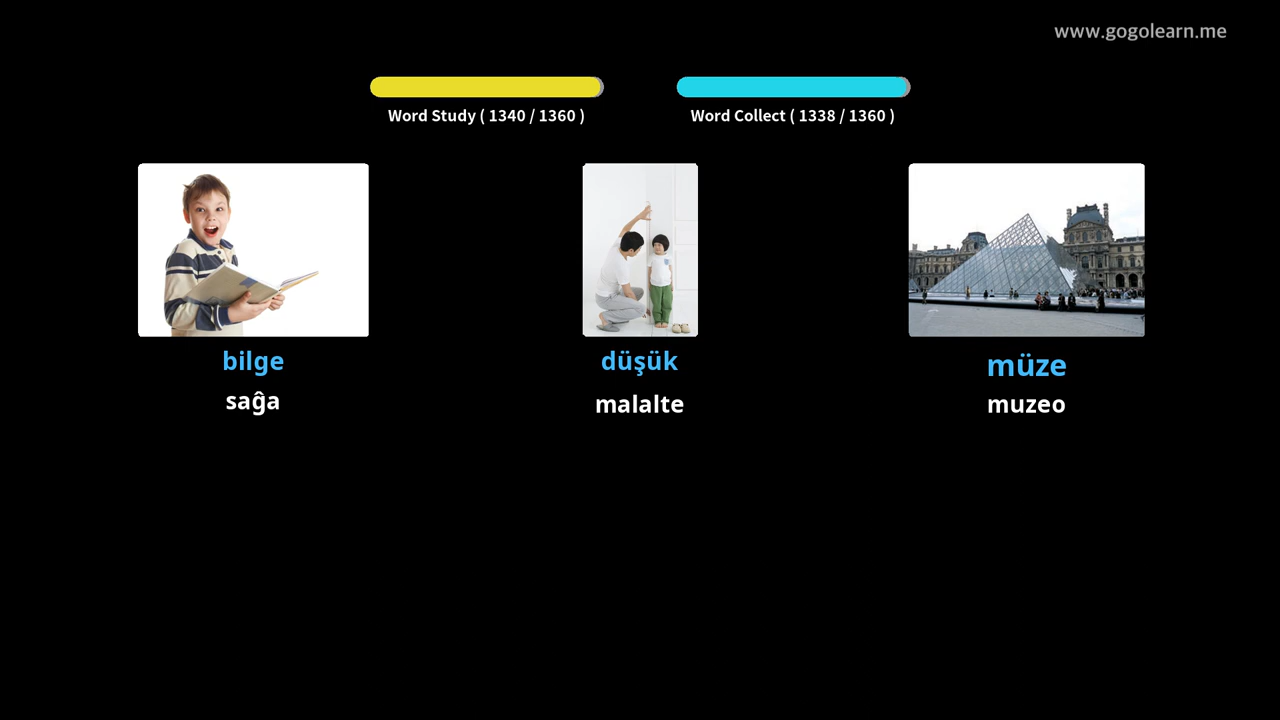 www.gogolearn.me
Word Study ( 1340 / 1360 )
Word Collect ( 1338 / 1360 )
bilge
düşük
müze
saĝa
malalte
muzeo